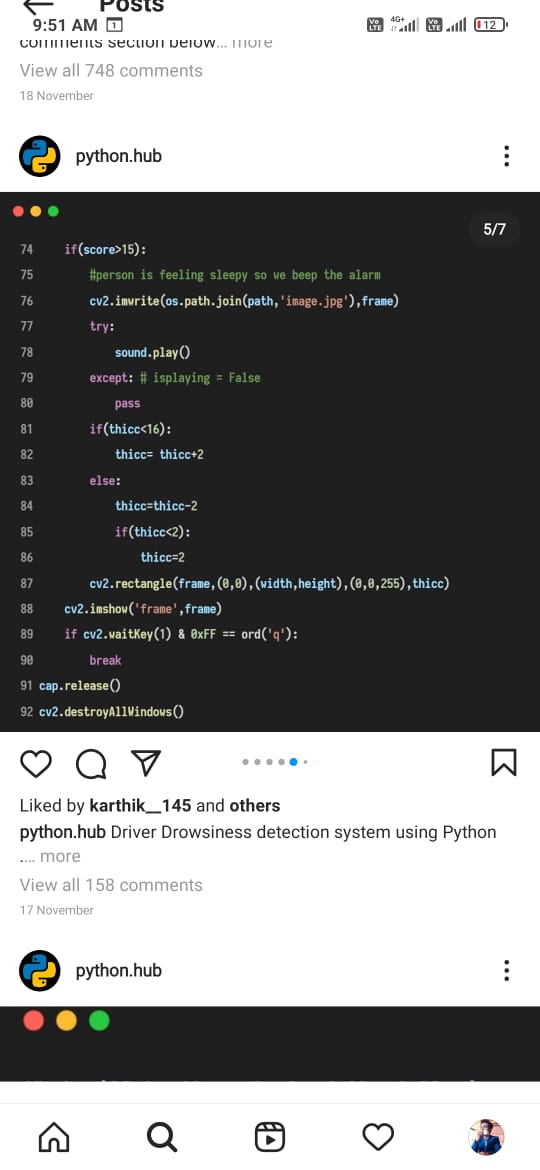 Posts
9:51 AM 1 Vo LTE 4G+ Vo LTE 12
comments section below... more
View all 748 comments
18 November
python.hub
5/7
74 if(score>15):
75 #person is feeling sleepy so we beep the alarm
76 cv2.imwrite(os.path.join(path,'image.jpg'),frame)
77 try:
78 sound.play()
79 except: # isplaying = False
80 pass
81 if(thicc<16):
82 thicc= thicc+2
83 else:
84 thicc=thicc-2
85 if(thicc<2):
86 thicc=2
87 cv2.rectangle(frame,(0,0),(width,height),(0,0,255),thicc)
88 cv2.imshow('frame',frame)
89 if cv2.waitKey(1) & 0xFF == ord('q'):
90 break
91 cap.release()
92 cv2.destroyAllWindows()
Liked by karthik__145 and others
python.hub Driver Drowsiness detection system using Python
.... more
View all 158 comments
17 November
python.hub